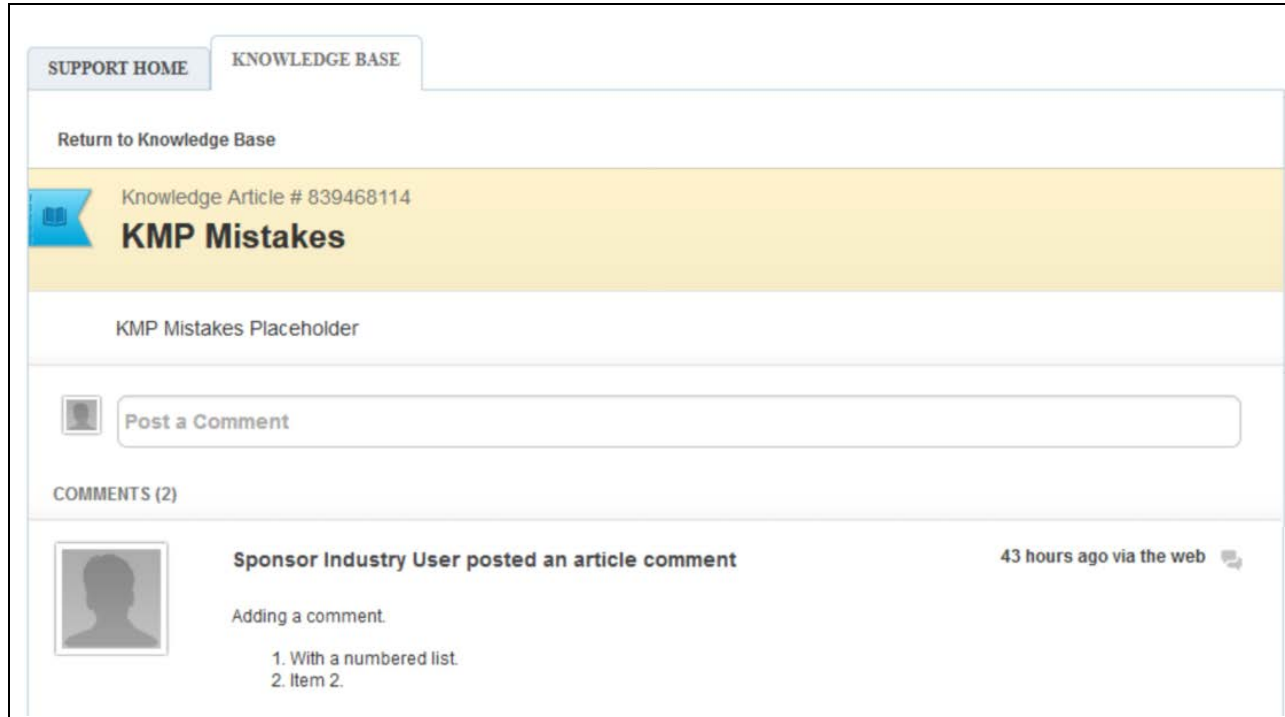 SUPPORT HOME
KNOWLEDGE BASE
Return to Knowledge Base
Knowledge Article # 839468114
KMP Mistakes
KMP Mistakes Placeholder
Post a Comment
COMMENTS (2)
Sponsor Industry User posted an article comment
43 hours ago via the web
Adding a comment.
1. With a numbered list.
2. Item 2.